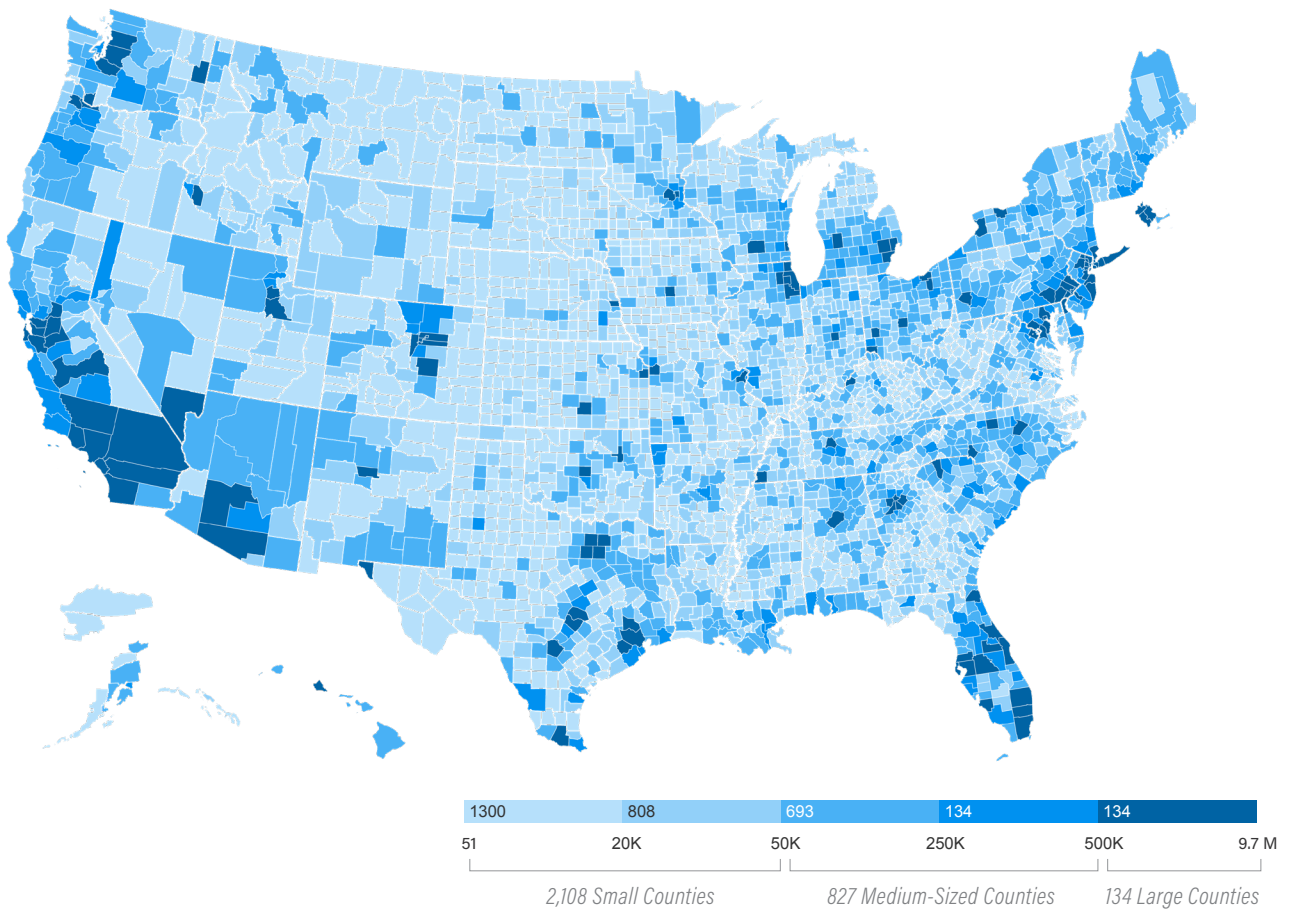 1300 808 693 134 134
51 20K 50K 250K 500K 9.7 M
2,108 Small Counties 827 Medium-Sized Counties 134 Large Counties